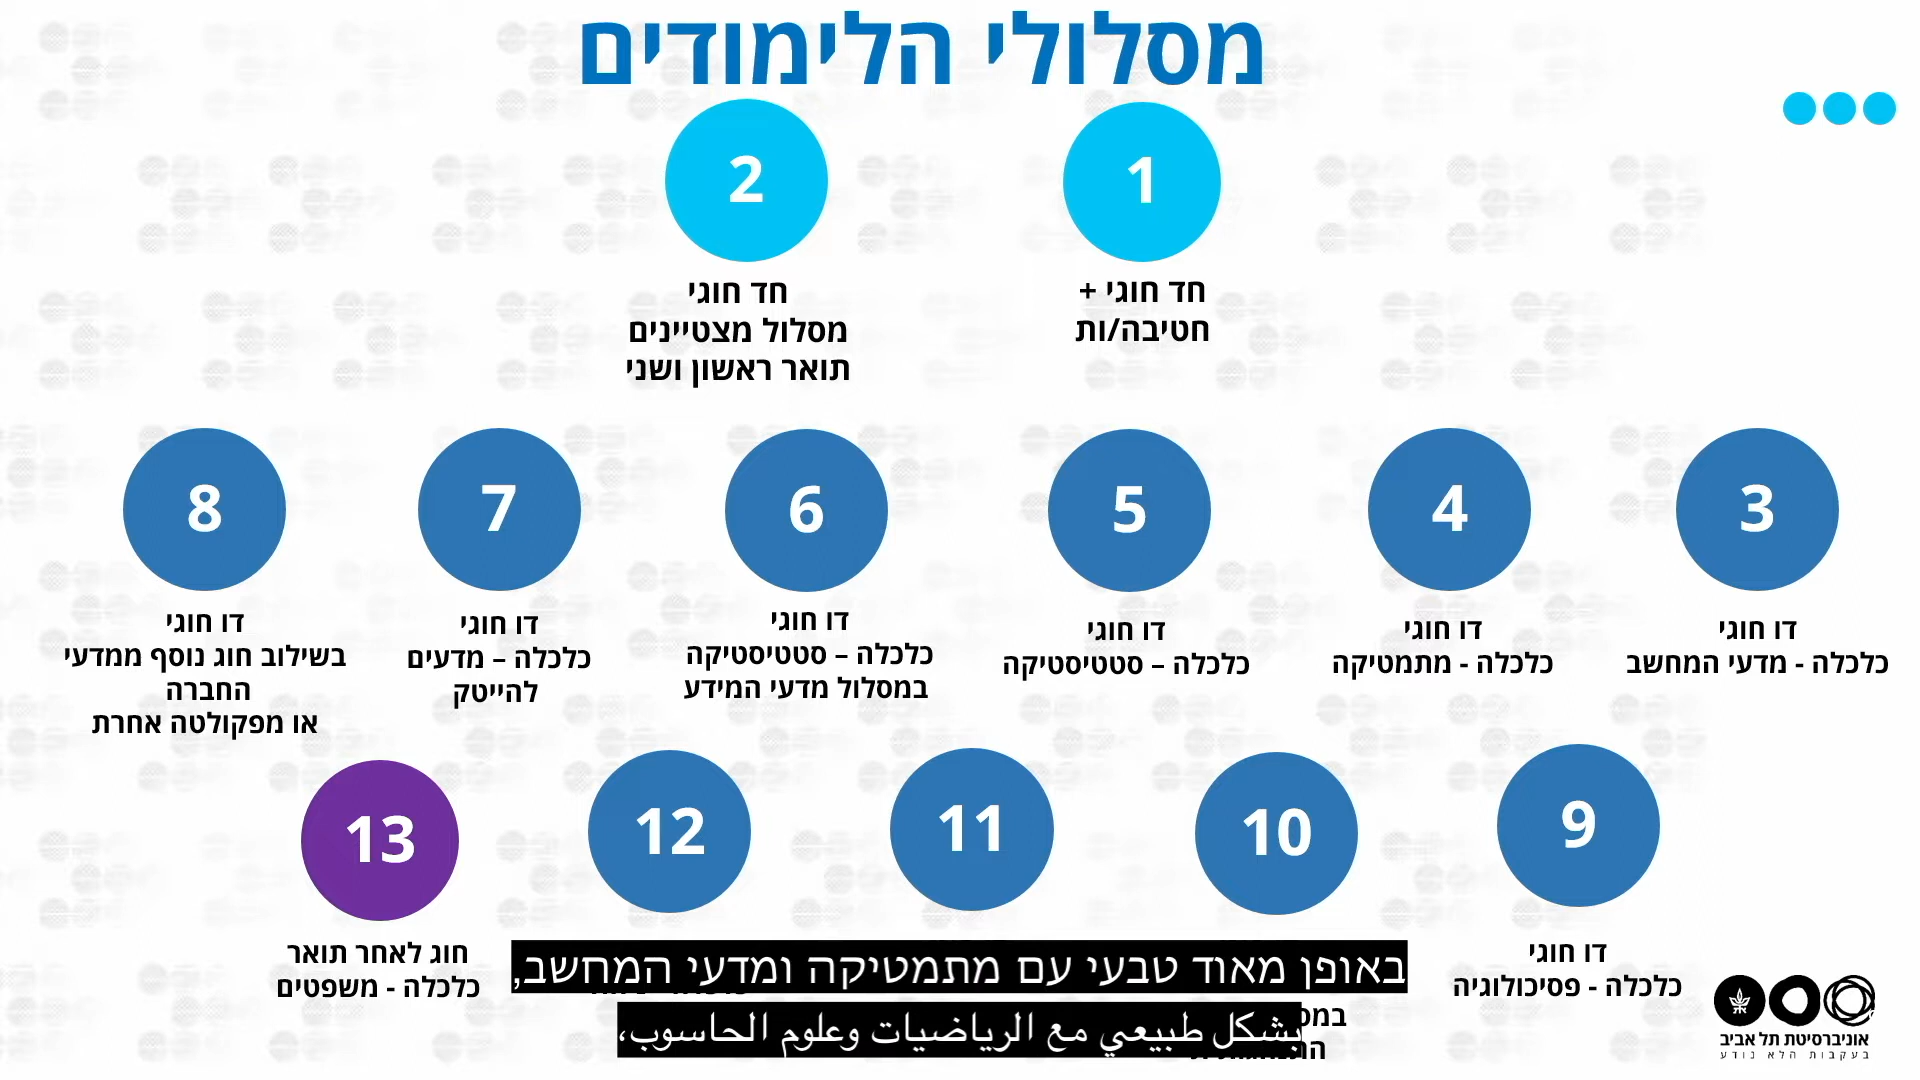 מסלולי הלימודים
1
חד חוגי +
חטיבה/ות
2
חד חוגי
מסלול מצטיינים
תואר ראשון ושני
3
דו חוגי
כלכלה - מדעי המחשב
4
דו חוגי
כלכלה - מתמטיקה
5
דו חוגי
כלכלה – סטטיסטיקה
6
דו חוגי
כלכלה – סטטיסטיקה
במסלול מדעי המידע
7
דו חוגי
כלכלה – מדעים
להייטק
8
דו חוגי
בשילוב חוג נוסף ממדעי
החברה
או מפקולטה אחרת
9
דו חוגי
כלכלה - פסיכולוגיה
10
11
12
13
חוג לאחר תואר
כלכלה - משפטים
באופן מאוד טבעי עם מתמטיקה ומדעי המחשב,
بشكل طبيعي مع الرياضيات وعلوم الحاسوب،
אוניברסיטת תל אביב
בעקבות הלא נודע